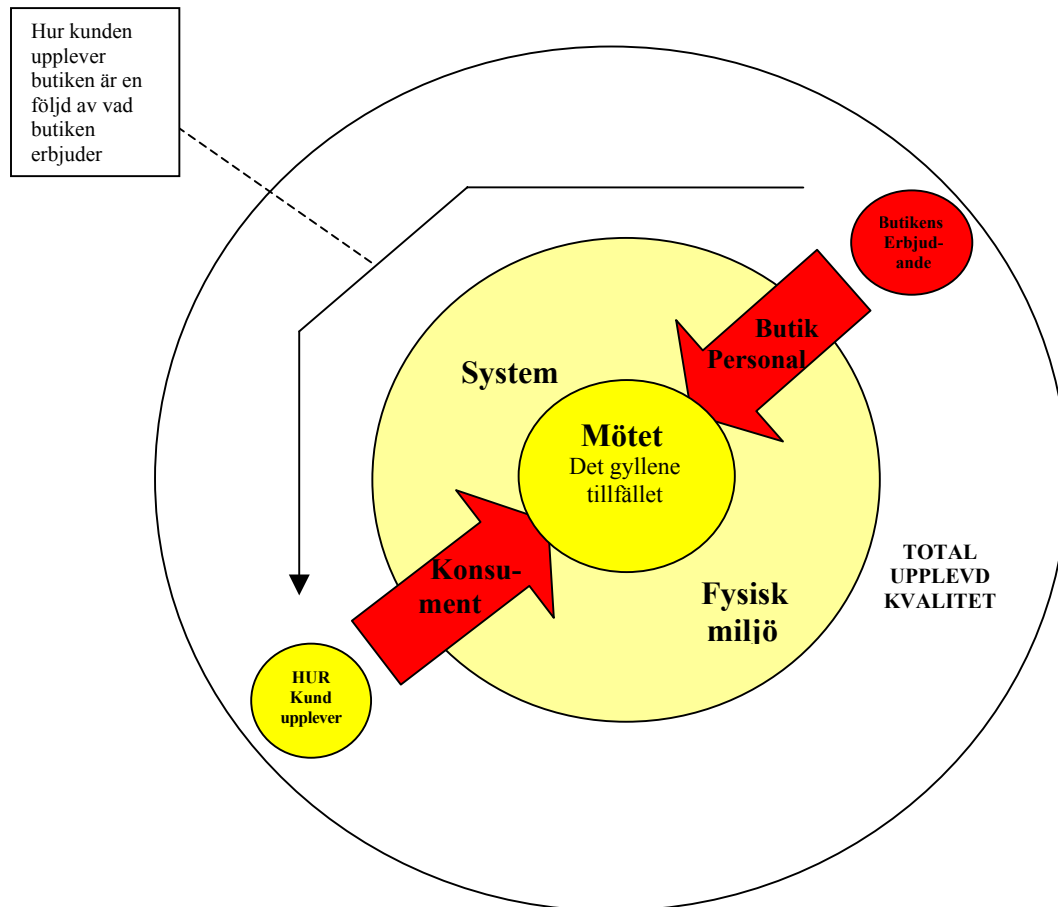 Hur kunden
upplever
butiken är en
följd av vad
butiken
erbjuder
Butikens
Erbjud-
ande
Butik
Personal
System
Mötet
Det gyllene
tillfället
Konsu-
ment
Fysisk
miljö
TOTAL
UPPLEVD
KVALITET
HUR
Kund
upplever